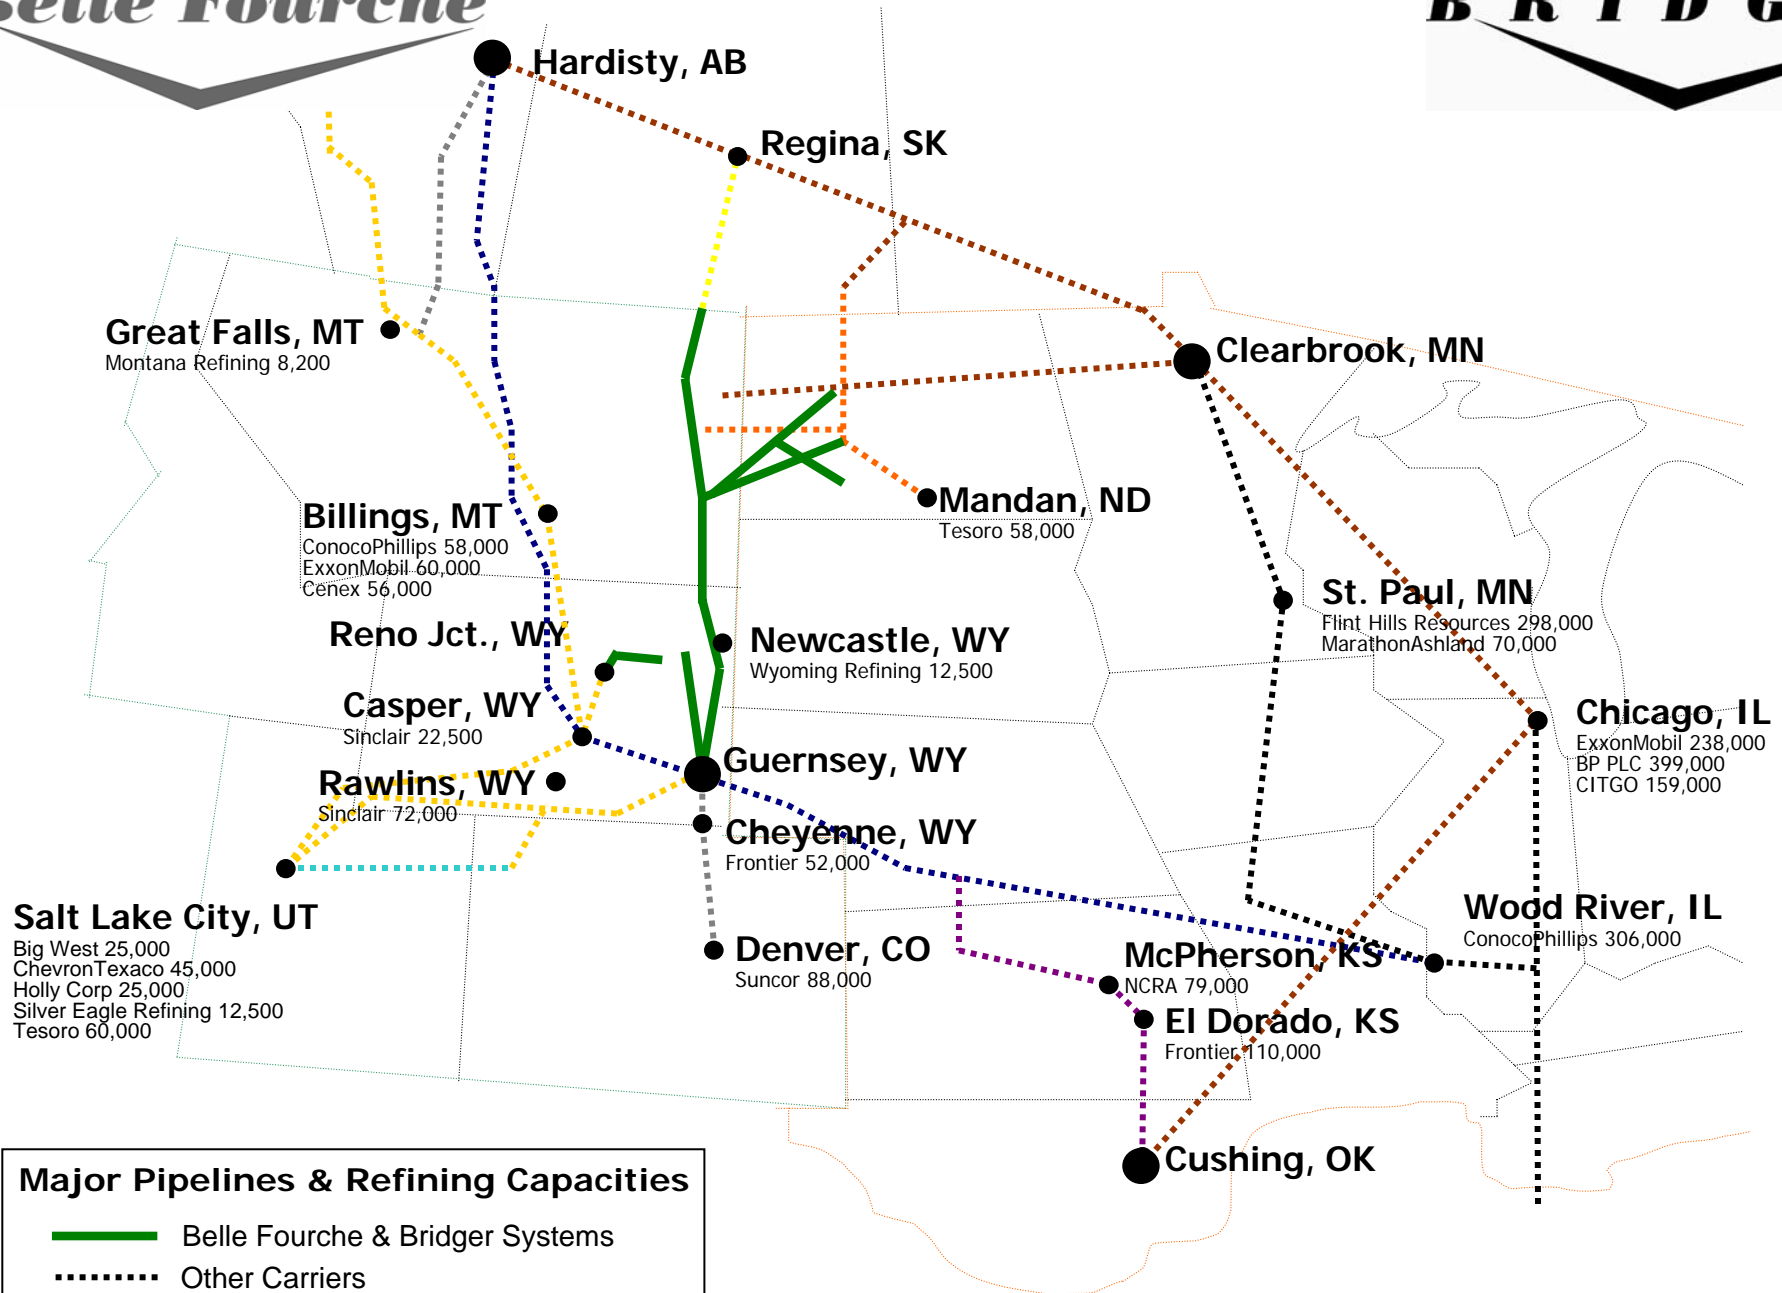 Belle Fourche
B R I D G
Hardisty, AB
Regina, SK
Great Falls, MT
Montana Refining 8,200
Clearbrook, MN
Billings, MT
ConocoPhillips 58,000
ExxonMobil 60,000
Cenex 56,000
Mandan, ND
Tesoro 58,000
Reno Jct., WY
Newcastle, WY
Wyoming Refining 12,500
St. Paul, MN
Flint Hills Resources 298,000
MarathonAshland 70,000
Casper, WY
Sinclair 22,500
Chicago, IL
ExxonMobil 238,000
BP PLC 399,000
CITGO 159,000
Guernsey, WY
Rawlins, WY
Sinclair 72,000
Cheyenne, WY
Frontier 52,000
Salt Lake City, UT
Big West 25,000
ChevronTexaco 45,000
Holly Corp 25,000
Silver Eagle Refining 12,500
Tesoro 60,000
Denver, CO
Suncor 88,000
Wood River, IL
ConocoPhillips 306,000
McPherson, KS
NCRA 79,000
El Dorado, KS
Frontier 110,000
Cushing, OK
Major Pipelines & Refining Capacities
Belle Fourche & Bridger Systems
Other Carriers